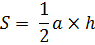 S = 1/2 a × h